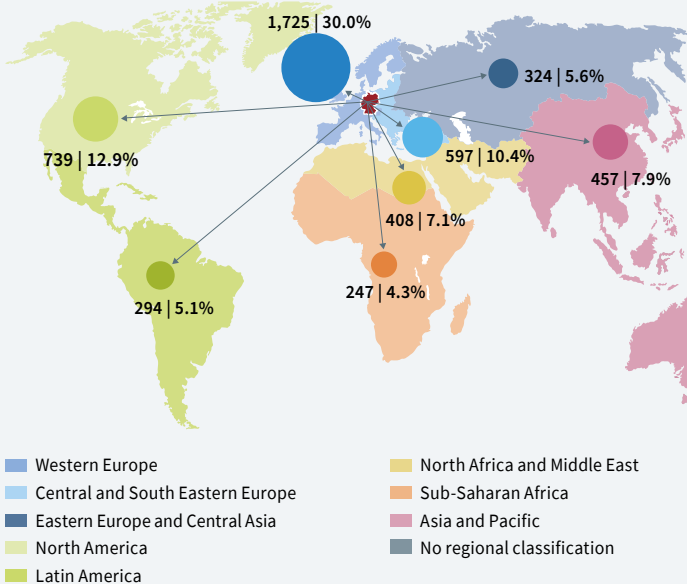 1,725 | 30.0%
324 | 5.6%
739 | 12.9%
597 | 10.4%
457 | 7.9%
408 | 7.1%
247 | 4.3%
294 | 5.1%
Western Europe
Central and South Eastern Europe
Eastern Europe and Central Asia
North America
Latin America
North Africa and Middle East
Sub-Saharan Africa
Asia and Pacific
No regional classification